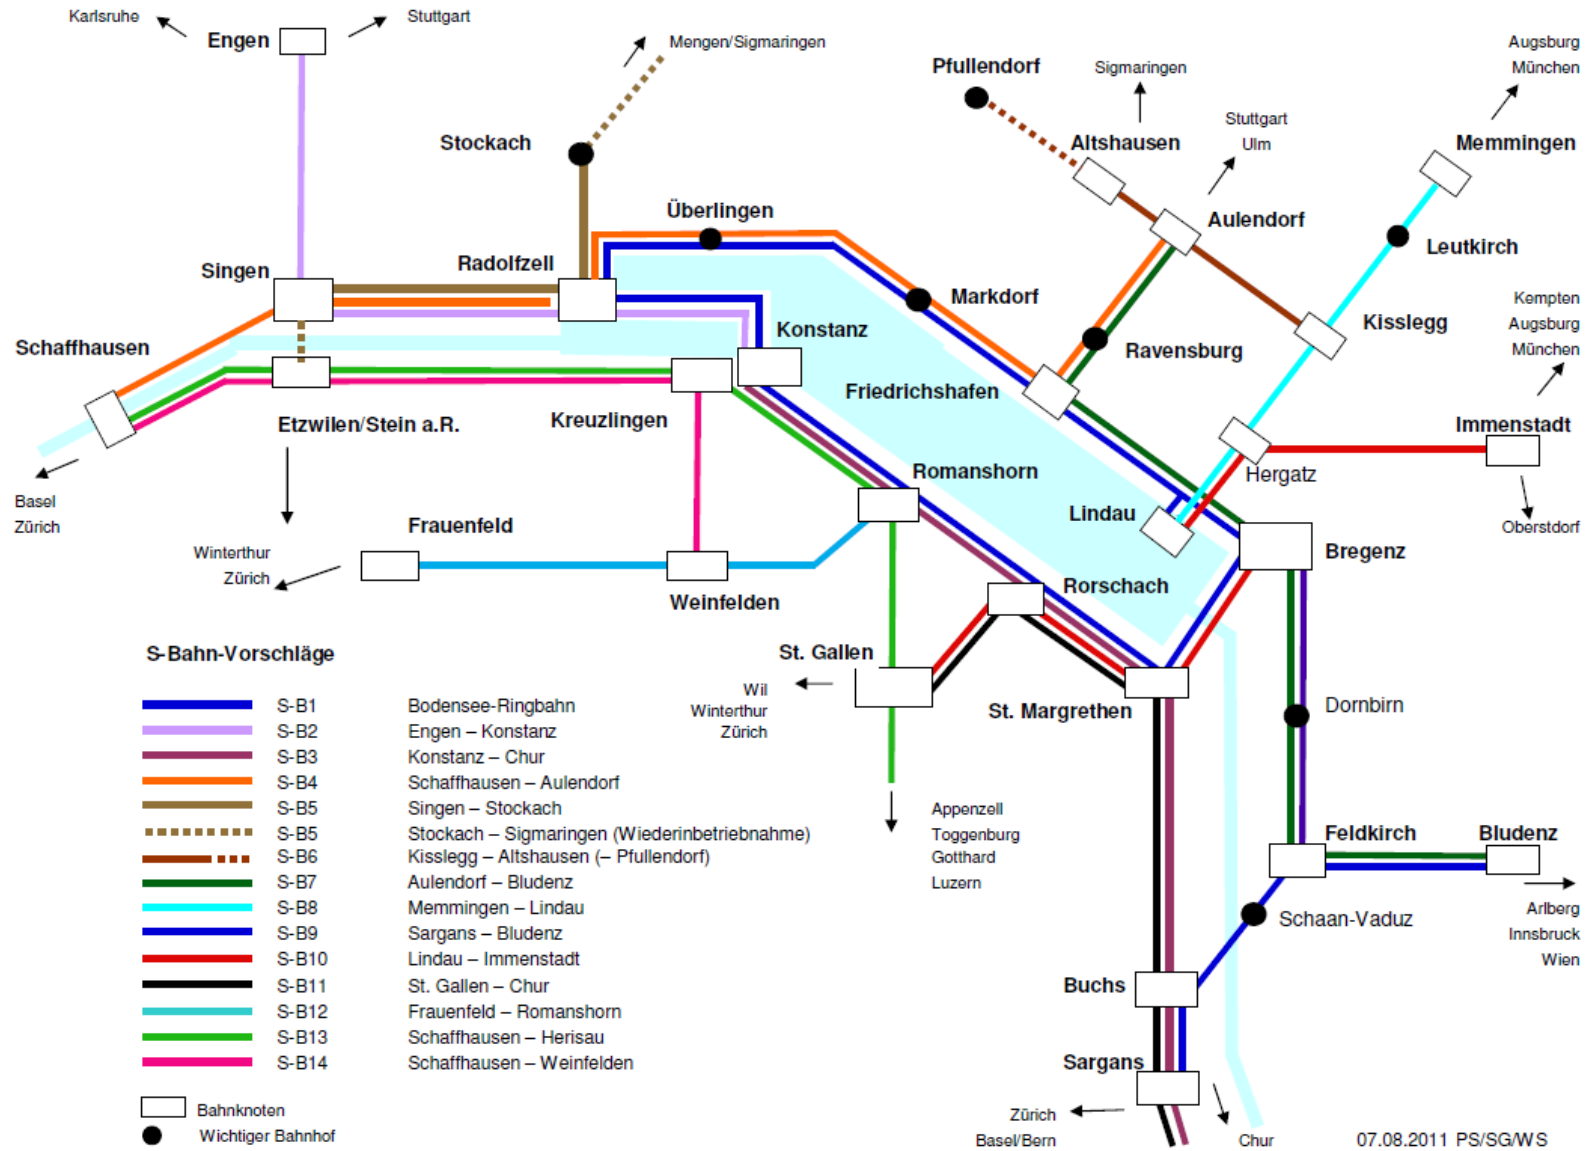 Karlsruhe
Stuttgart
Engen
Mengen/Sigmaringen
Augsburg
München
Pfullendorf
Sigmaringen
Stuttgart
Ulm
Stockach
Altshausen
Memmingen
Überlingen
Aulendorf
Leutkirch
Singen
Radolfzell
Markdorf
Kempten
Augsburg
München
Konstanz
Kisslegg
Schaffhausen
Ravensburg
Friedrichshafen
Etzwilen/Stein a.R.
Kreuzlingen
Immenstadt
Romanshorn
Hergatz
Basel
Zürich
Lindau
Frauenfeld
Oberstdorf
Bregenz
Winterthur
Zürich
Rorschach
Weinfelden
S-Bahn-Vorschläge
St. Gallen
Wil
Winterthur
Zürich
St. Margrethen
Dornbirn
S-B1 Bodensee-Ringbahn
S-B2 Engen – Konstanz
S-B3 Konstanz – Chur
S-B4 Schaffhausen – Aulendorf
S-B5 Singen – Stockach
S-B5 Stockach – Sigmaringen (Wiederinbetriebnahme)
S-B6 Kisslegg – Altshausen (– Pfullendorf)
S-B7 Aulendorf – Bludenz
S-B8 Memmingen – Lindau
S-B9 Sargans – Bludenz
S-B10 Lindau – Immenstadt
S-B11 St. Gallen – Chur
S-B12 Frauenfeld – Romanshorn
S-B13 Schaffhausen – Herisau
S-B14 Schaffhausen – Weinfelden
Appenzell
Toggenburg
Gotthard
Luzern
Feldkirch
Bludenz
Schaan-Vaduz
Arlberg
Innsbruck
Wien
Buchs
Sargans
Bahnknoten
Wichtiger Bahnhof
Zürich
Basel/Bern
Chur
07.08.2011 PS/SG/WS